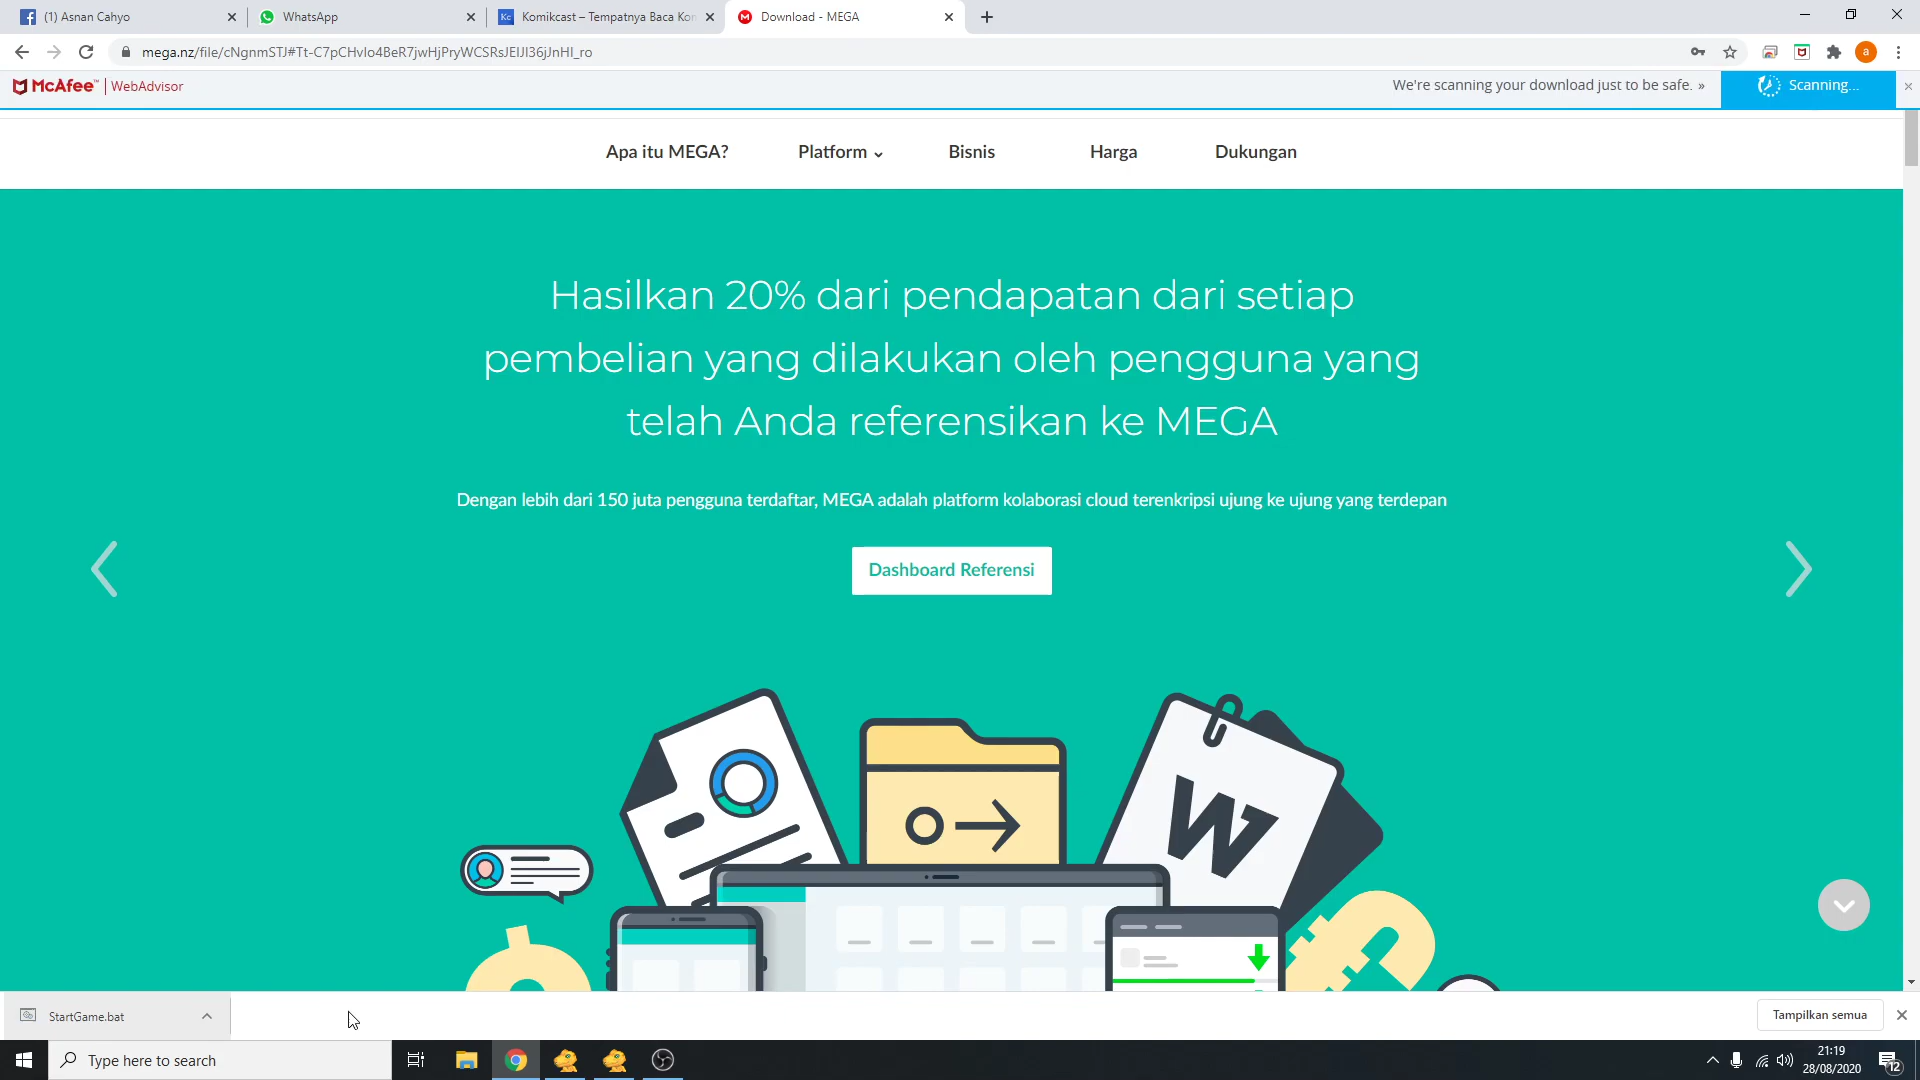 (1) Asnan Cahyo
WhatsApp
Kc Komikcast – Tempatnya Baca Kor
Download - MEGA
mega.nz/file/cNgnmSTJ#Tt-C7pCHvIo4BeR7jwHjPryWCSRsJEIJI36jJnHI_ro
a
McAfee™ | WebAdvisor
We're scanning your download just to be safe. »
Scanning...
Apa itu MEGA?
Platform
Bisnis
Harga
Dukungan
Hasilkan 20% dari pendapatan dari setiap
pembelian yang dilakukan oleh pengguna yang
telah Anda referensikan ke MEGA
Dengan lebih dari 150 juta pengguna terdaftar, MEGA adalah platform kolaborasi cloud terenkripsi ujung ke ujung yang terdepan
Dashboard Referensi
W
StartGame.bat
Tampilkan semua
Type here to search
21:19
28/08/2020
12